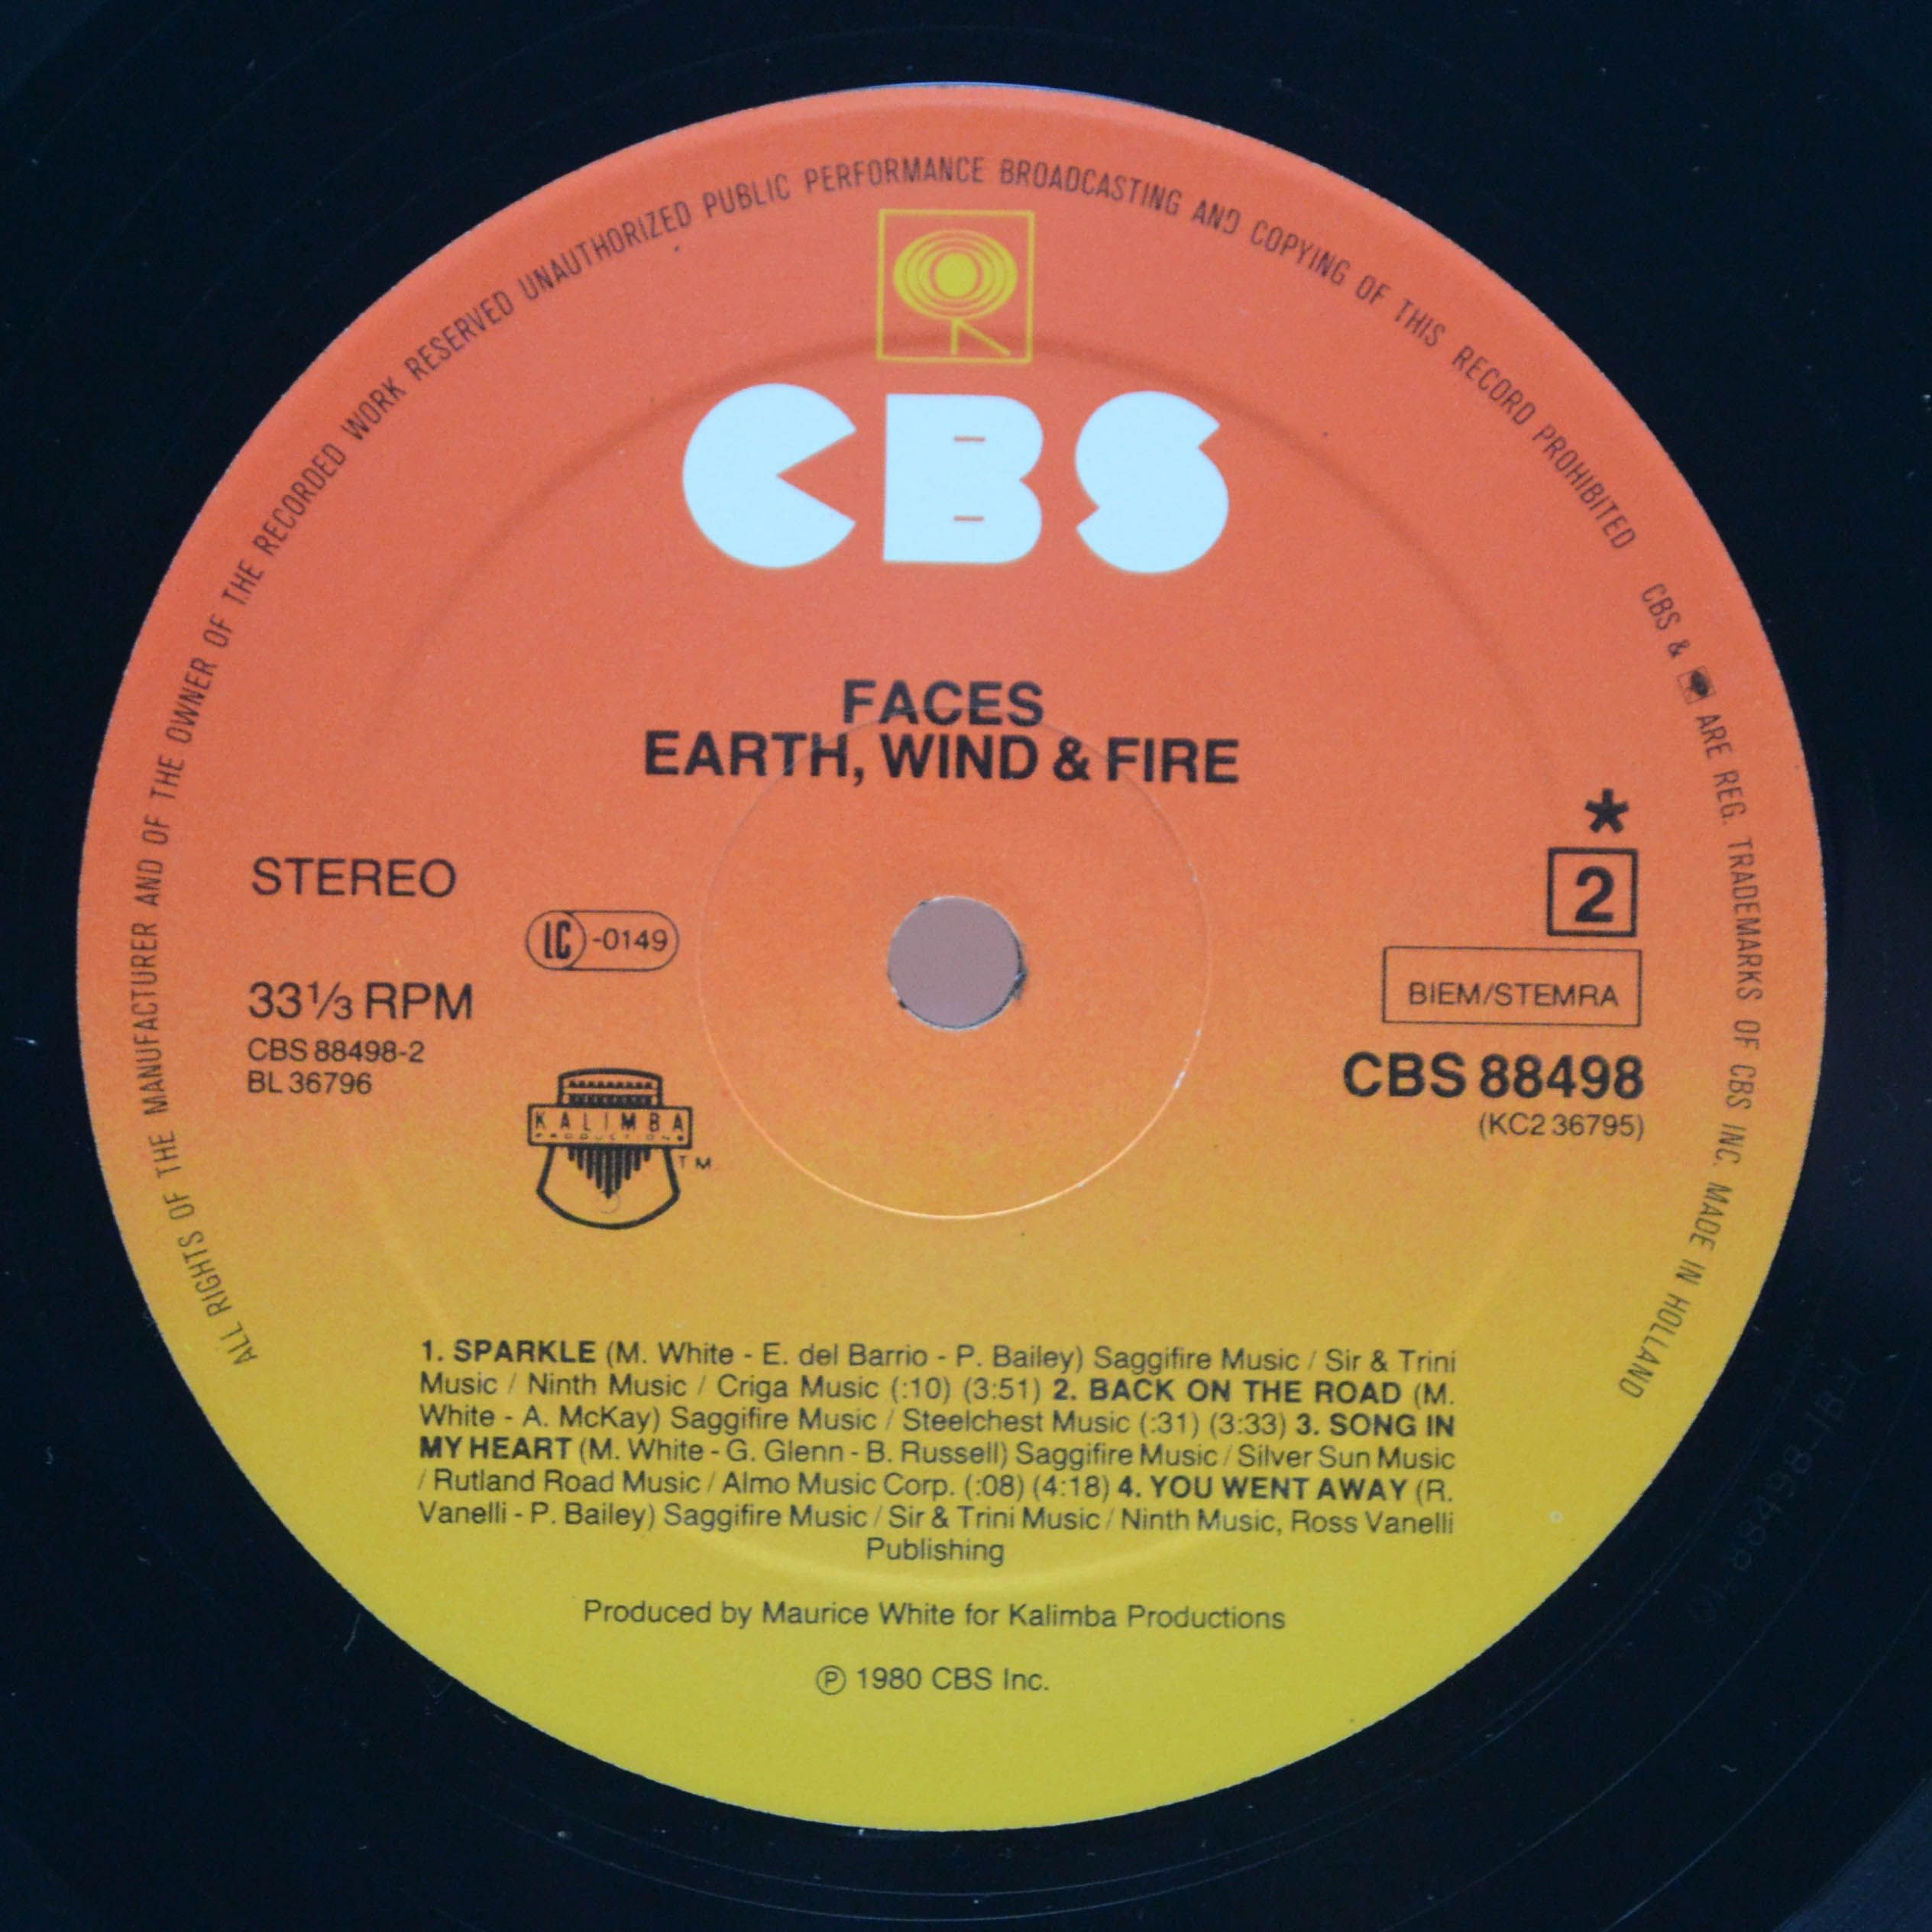 ALL RIGHTS OF THE MANUFACTURER AND OF THE OWNER OF THE RECORDED WORK RESERVED UNAUTHORIZED PUBLIC PERFORMANCE BROADCASTING AND COPYING OF THIS RECORD PROHIBITED
CBS & ARE REG. TRADEMARKS OF CBS INC. MADE IN HOLLAND
CBS
FACES
EARTH, WIND & FIRE
STEREO
LC -0149
33⅓ RPM
CBS 88498-2
BL 36796
KALIMBA
PRODUCTIONS
TM
*
2
BIEM/STEMRA
CBS 88498
(KC2 36795)
1. SPARKLE (M. White - E. del Barrio - P. Bailey) Saggifire Music / Sir & Trini
Music / Ninth Music / Criga Music (:10) (3:51) 2. BACK ON THE ROAD (M.
White - A. McKay) Saggifire Music / Steelchest Music (:31) (3:33) 3. SONG IN
MY HEART (M. White - G. Glenn - B. Russell) Saggifire Music / Silver Sun Music
/ Rutland Road Music / Almo Music Corp. (:08) (4:18) 4. YOU WENT AWAY (R.
Vanelli - P. Bailey) Saggifire Music / Sir & Trini Music / Ninth Music, Ross Vanelli
Publishing
Produced by Maurice White for Kalimba Productions
℗ 1980 CBS Inc.